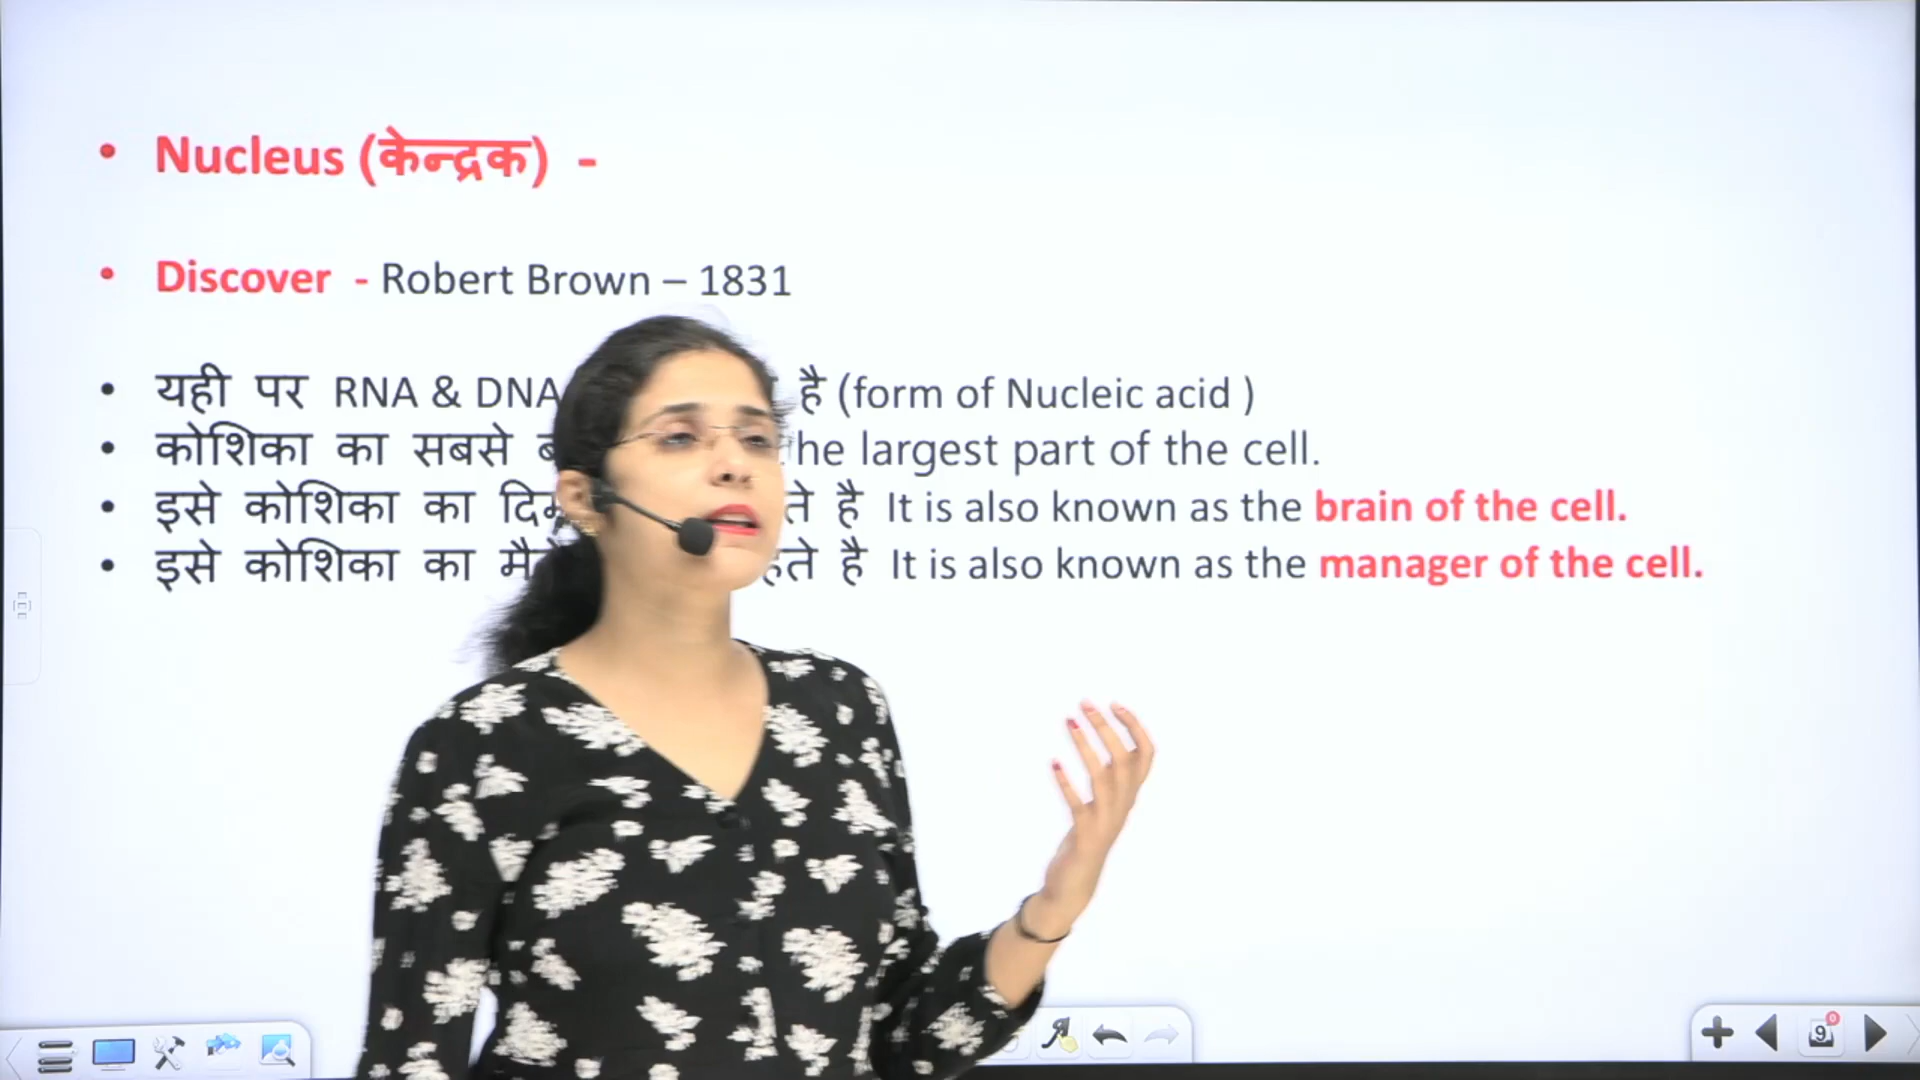 • Nucleus (केन्द्रक) -
• Discover - Robert Brown – 1831
• यही पर RNA & DNA है (form of Nucleic acid )
• कोशिका का सबसे he largest part of the cell.
• इसे कोशिका का है It is also known as the brain of the cell.
• इसे कोशिका का है It is also known as the manager of the cell.
9 0